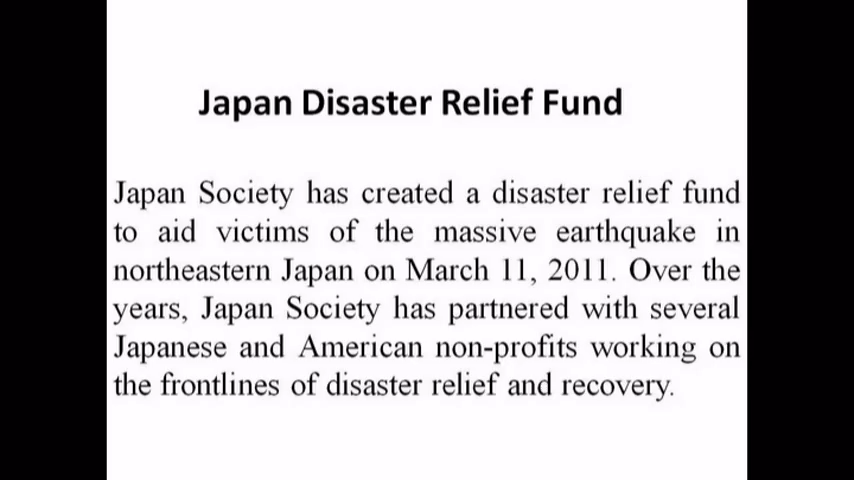 Japan Disaster Relief Fund
Japan Society has created a disaster relief fund
to aid victims of the massive earthquake in
northeastern Japan on March 11, 2011. Over the
years, Japan Society has partnered with several
Japanese and American non-profits working on
the frontlines of disaster relief and recovery.